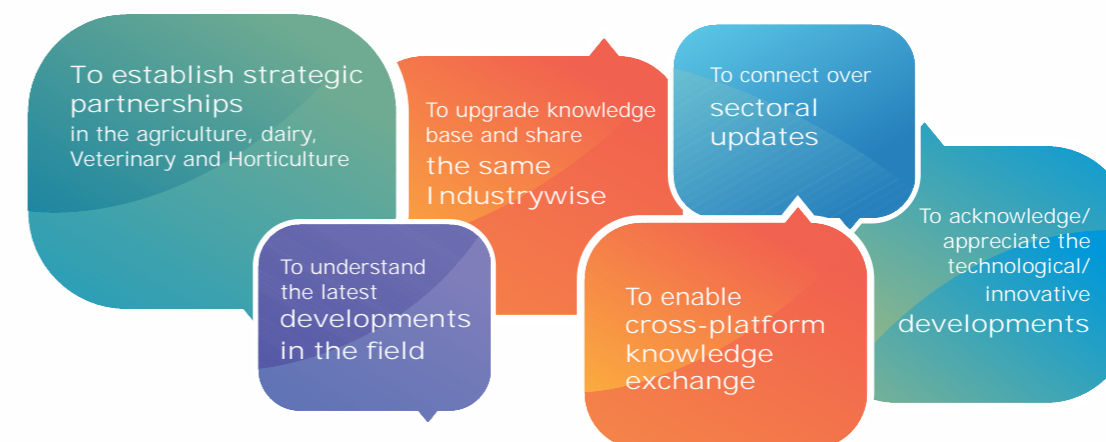 To establish strategic
partnerships
in the agriculture, dairy,
Veterinary and Horticulture
To upgrade knowledge
base and share
the same
Industrywise
To connect over
sectoral
updates
To acknowledge/
appreciate the
technological/
innovative
developments
To understand
the latest
developments
in the field
To enable
cross-platform
knowledge
exchange